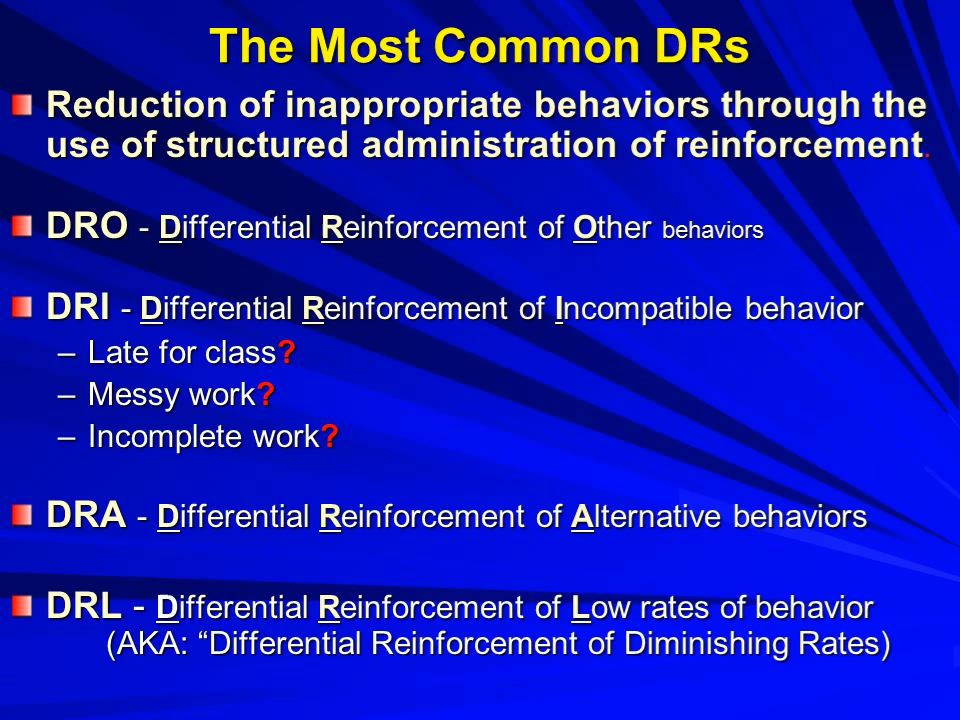 The Most Common DRs
Reduction of inappropriate behaviors through the
use of structured administration of reinforcement.
DRO - Differential Reinforcement of Other behaviors
DRI - Differential Reinforcement of Incompatible behavior
– Late for class?
– Messy work?
– Incomplete work?
DRA - Differential Reinforcement of Alternative behaviors
DRL - Differential Reinforcement of Low rates of behavior
(AKA: “Differential Reinforcement of Diminishing Rates)